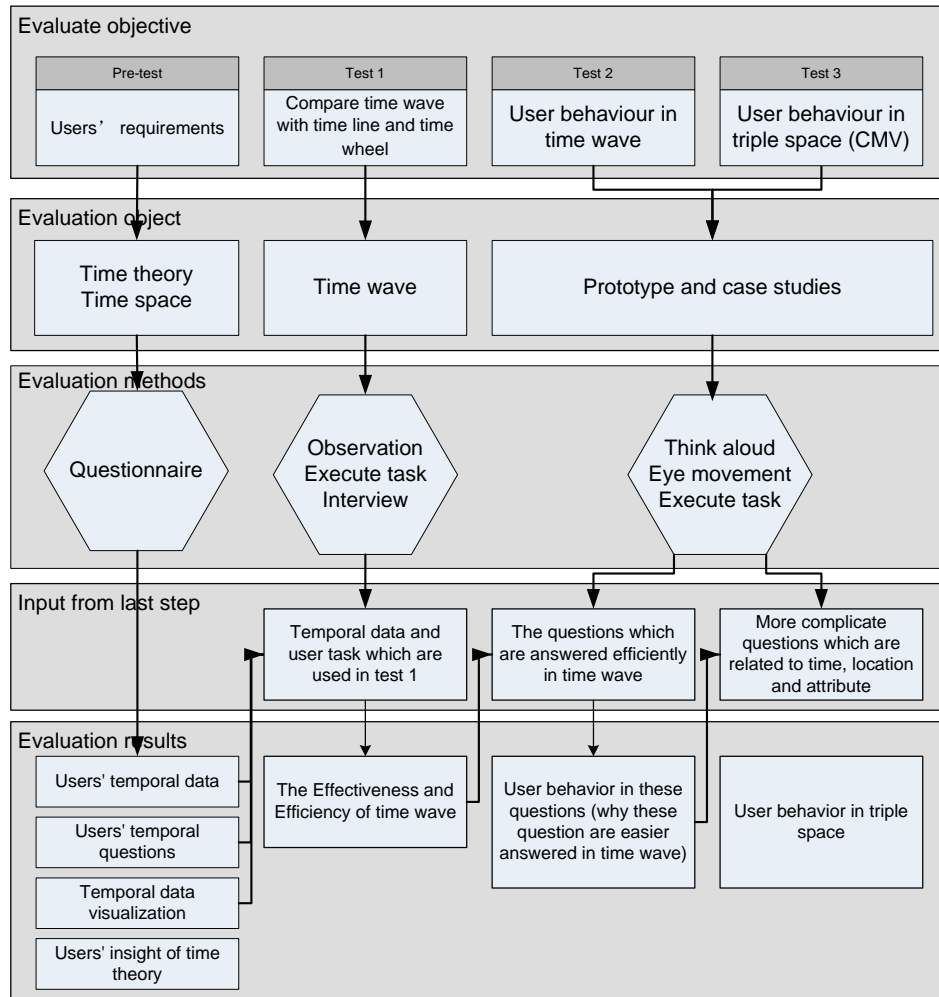 Evaluate objective
Pre-test
Users’ requirements
Test 1
Compare time wave
with time line and time
wheel
Test 2
User behaviour in
time wave
Test 3
User behaviour in
triple space (CMV)
Evaluation object
Time theory
Time space
Time wave
Prototype and case studies
Evaluation methods
Questionnaire
Observation
Execute task
Interview
Think aloud
Eye movement
Execute task
Input from last step
Temporal data and
user task which are
used in test 1
The questions which
are answered efficiently
in time wave
More complicate
questions which are
related to time, location
and attribute
Evaluation results
Users' temporal data
Users' temporal
questions
Temporal data
visualization
Users' insight of time
theory
The Effectiveness and
Efficiency of time wave
User behavior in these
questions (why these
question are easier
answered in time wave)
User behavior in triple
space